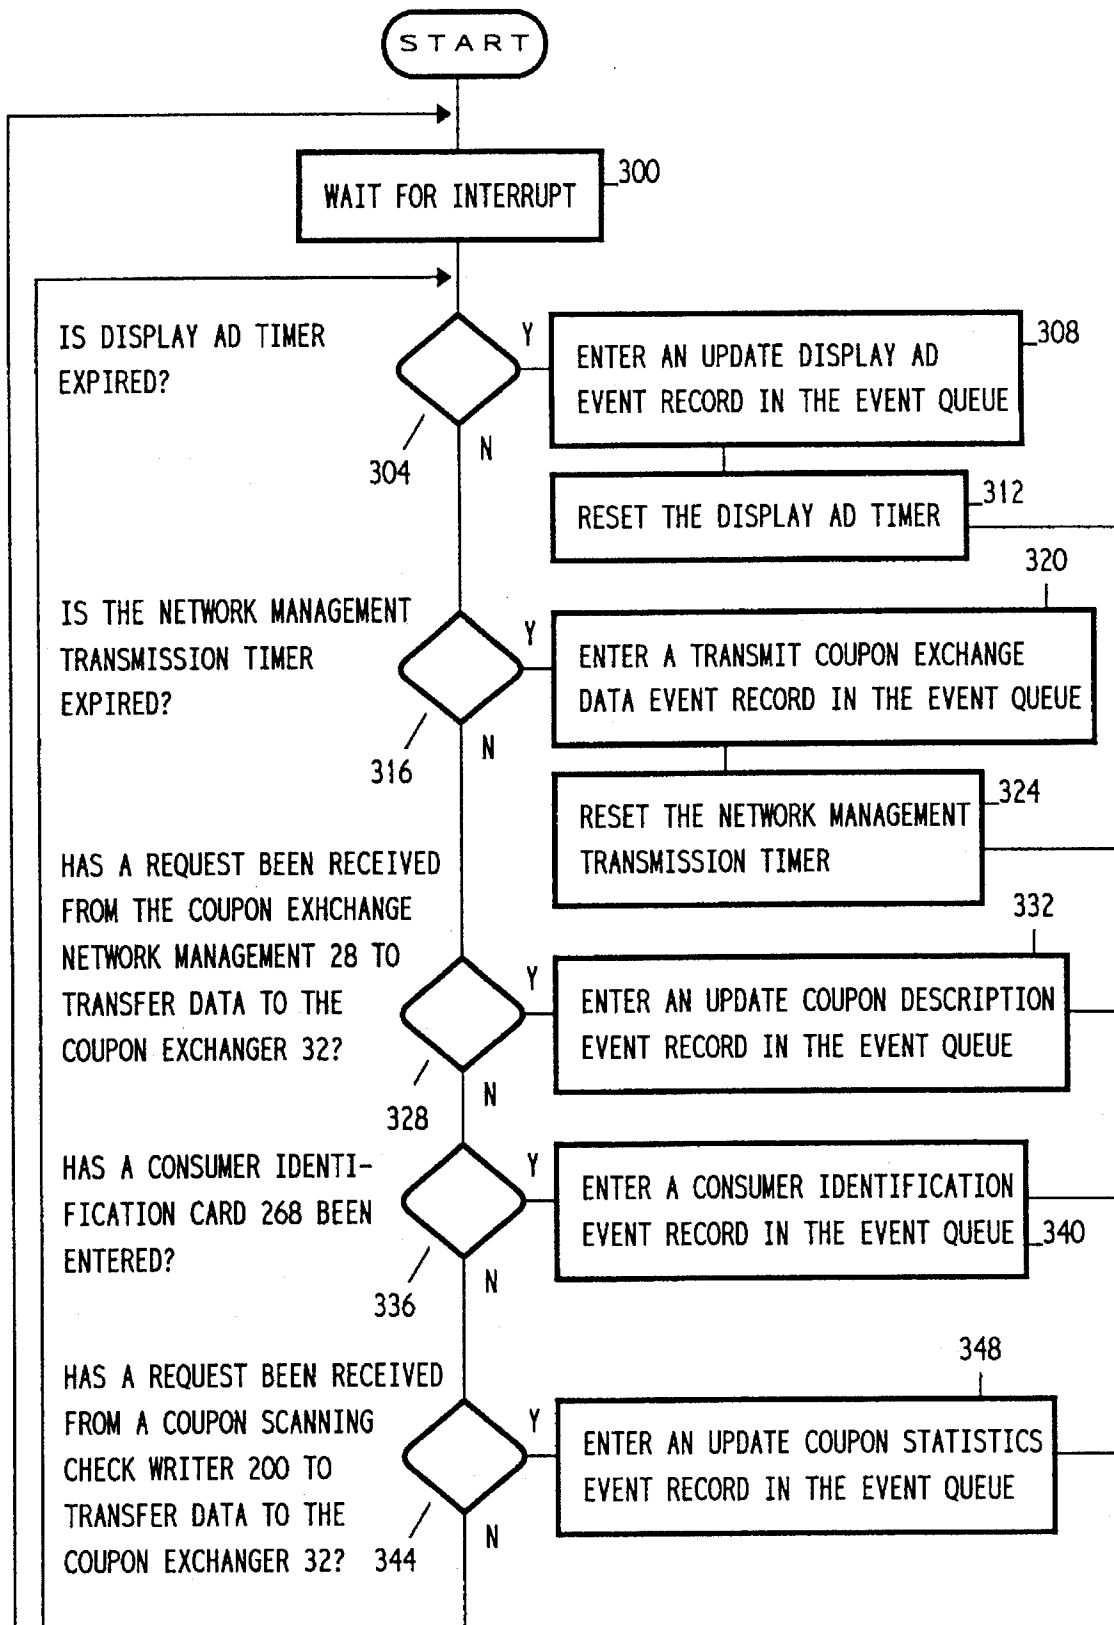 START
WAIT FOR INTERRUPT
300
IS DISPLAY AD TIMER
EXPIRED?
304
Y
N
ENTER AN UPDATE DISPLAY AD
EVENT RECORD IN THE EVENT QUEUE
308
RESET THE DISPLAY AD TIMER
312
IS THE NETWORK MANAGEMENT
TRANSMISSION TIMER
EXPIRED?
316
Y
N
320
ENTER A TRANSMIT COUPON EXCHANGE
DATA EVENT RECORD IN THE EVENT QUEUE
RESET THE NETWORK MANAGEMENT
TRANSMISSION TIMER
324
HAS A REQUEST BEEN RECEIVED
FROM THE COUPON EXHCHANGE
NETWORK MANAGEMENT 28 TO
TRANSFER DATA TO THE
COUPON EXCHANGER 32?
328
Y
N
332
ENTER AN UPDATE COUPON DESCRIPTION
EVENT RECORD IN THE EVENT QUEUE
HAS A CONSUMER IDENTI-
FICATION CARD 268 BEEN
ENTERED?
336
Y
N
ENTER A CONSUMER IDENTIFICATION
EVENT RECORD IN THE EVENT QUEUE
340
HAS A REQUEST BEEN RECEIVED
FROM A COUPON SCANNING
CHECK WRITER 200 TO
TRANSFER DATA TO THE
COUPON EXCHANGER 32?
344
Y
N
348
ENTER AN UPDATE COUPON STATISTICS
EVENT RECORD IN THE EVENT QUEUE